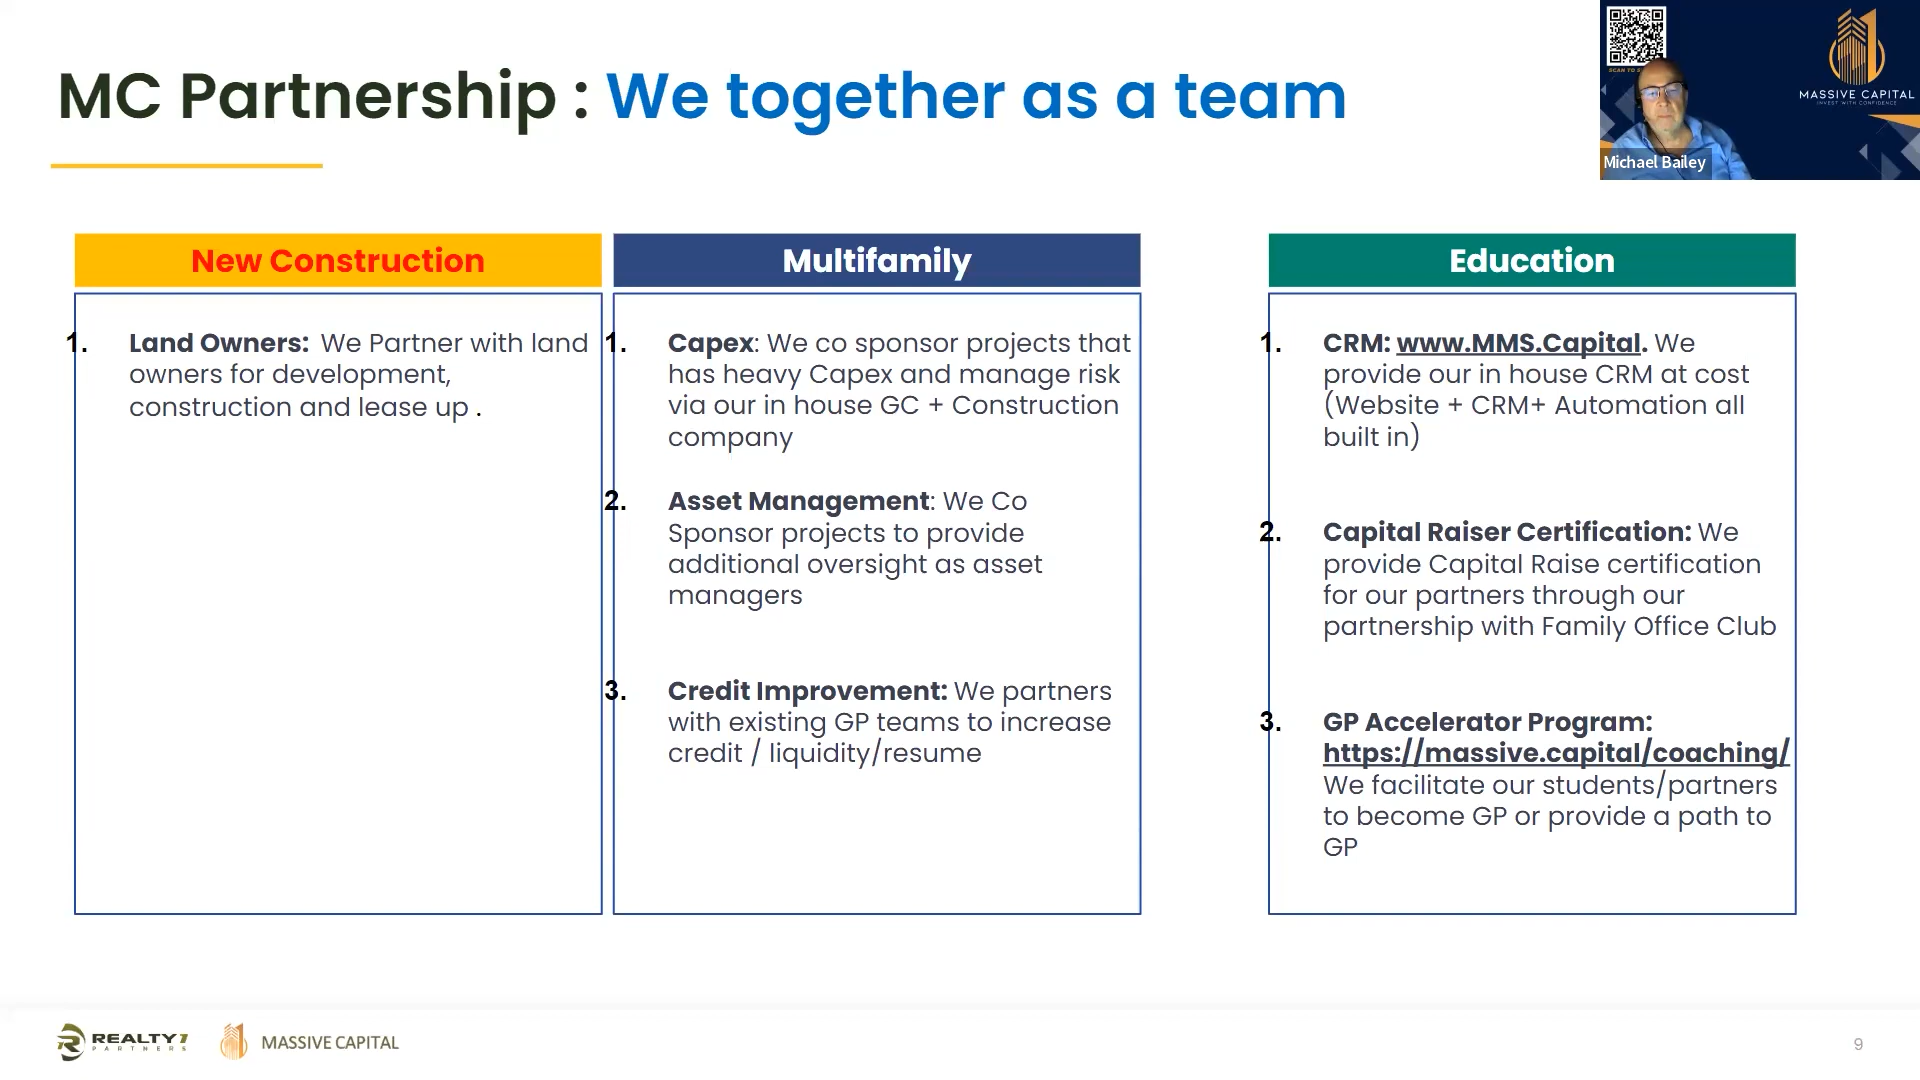 MC Partnership : We together as a team
SCAN TO
MASSIVE CAPITAL
INVEST WITH CONFIDENCE
Michael Bailey
New Construction
1. Land Owners: We Partner with land
owners for development,
construction and lease up .
Multifamily
1. Capex: We co sponsor projects that
has heavy Capex and manage risk
via our in house GC + Construction
company
2. Asset Management: We Co
Sponsor projects to provide
additional oversight as asset
managers
3. Credit Improvement: We partners
with existing GP teams to increase
credit / liquidity/resume
Education
1. CRM: www.MMS.Capital. We
provide our in house CRM at cost
(Website + CRM+ Automation all
built in)
2. Capital Raiser Certification: We
provide Capital Raise certification
for our partners through our
partnership with Family Office Club
3. GP Accelerator Program:
https://massive.capital/coaching/
We facilitate our students/partners
to become GP or provide a path to
GP
REALTY1
PARTNERS
MASSIVE CAPITAL
9